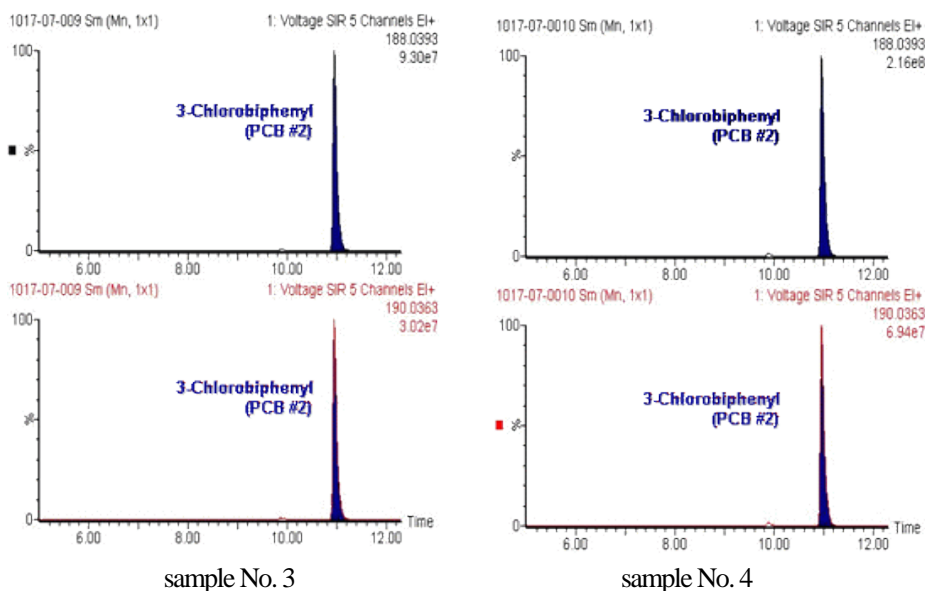 1017-07-009 Sm (Mn, 1x1) 1: Voltage SIR 5 Channels EI+
188.0393
9.30e7
100
3-Chlorobiphenyl
(PCB #2)
%
0
6.00 8.00 10.00 12.00
1017-07-009 Sm (Mn, 1x1) 1: Voltage SIR 5 Channels EI+
190.0363
3.02e7
100
3-Chlorobiphenyl
(PCB #2)
%
0
Time
6.00 8.00 10.00 12.00
sample No. 3
1017-07-0010 Sm (Mn, 1x1) 1: Voltage SIR 5 Channels EI+
188.0393
2.16e8
100
3-Chlorobiphenyl
(PCB #2)
%
0
6.00 8.00 10.00 12.00
1017-07-0010 Sm (Mn, 1x1) 1: Voltage SIR 5 Channels EI+
190.0363
6.94e7
100
3-Chlorobiphenyl
(PCB #2)
%
0
Time
6.00 8.00 10.00 12.00
sample No. 4